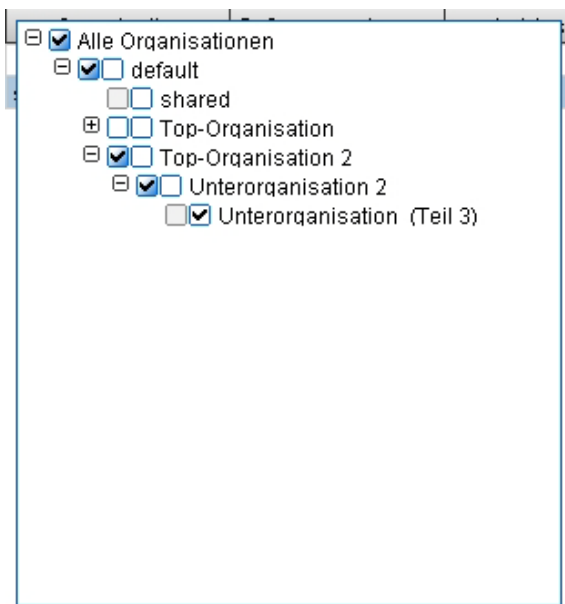 Alle Organisationen
default
shared
Top-Organisation
Top-Organisation 2
Unterorganisation 2
Unterorganisation (Teil 3)